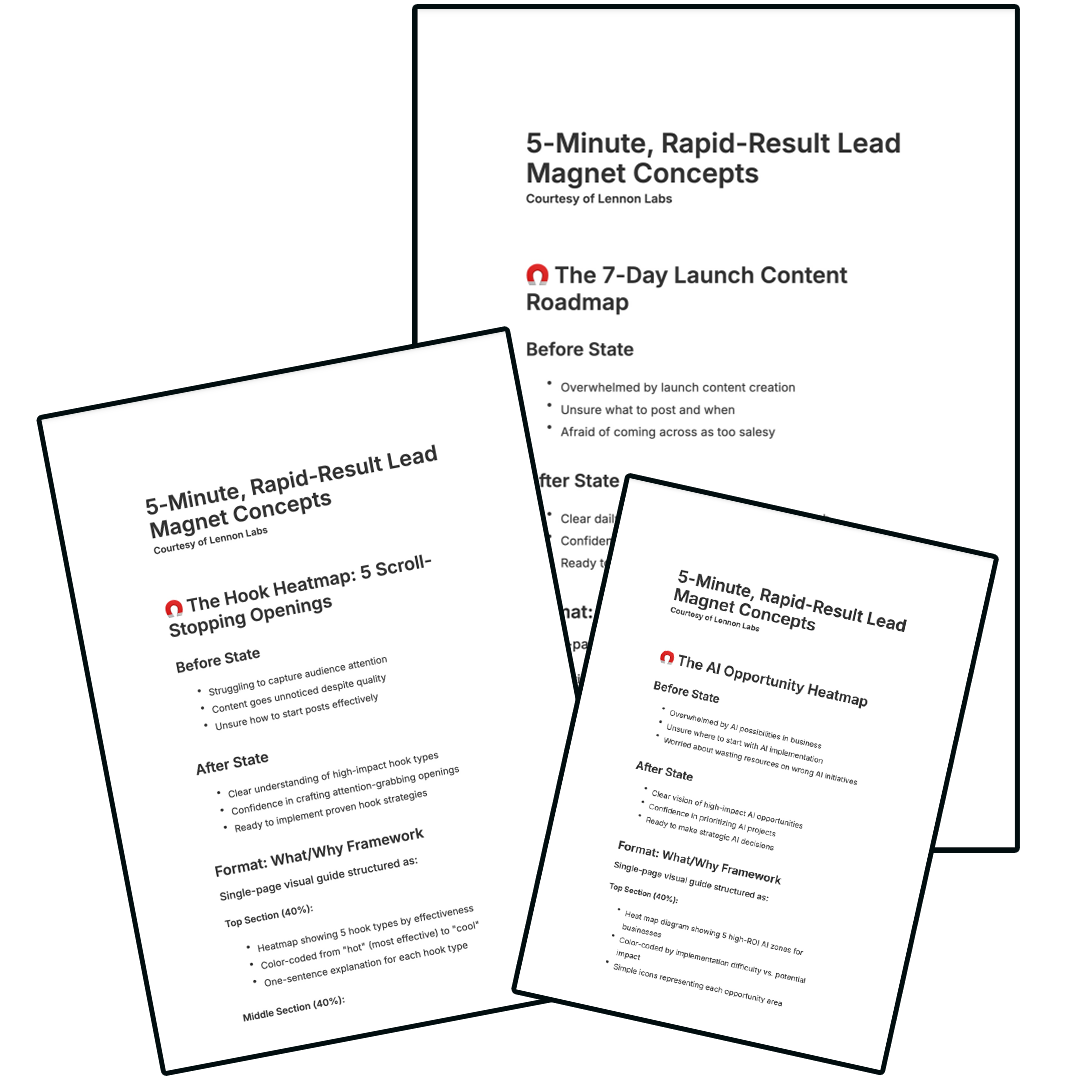 5-Minute, Rapid-Result Lead
Magnet Concepts
Courtesy of Lennon Labs
The 7-Day Launch Content
Roadmap
Before State
• Overwhelmed by launch content creation
• Unsure what to post and when
• Afraid of coming across as too salesy
State
• Clear
•
• Ready
5-Minute, Rapid-Result Lead
Magnet Concepts
Courtesy of Lennon Labs
The Hook Heatmap: 5 Scroll-
Stopping Openings
Before State
• Struggling to capture audience attention
• Content goes unnoticed despite quality
• Unsure how to start posts effectively
After State
• Clear understanding of high-impact hook types
• Confidence in crafting attention-grabbing openings
• Ready to implement proven hook strategies
Format: What/Why Framework
Single-page visual guide structured as:
Top Section (40%):
• Heatmap showing 5 hook types by effectiveness
• Color-coded from "hot" (most effective) to "cool"
• One-sentence explanation for each hook type
Middle Section (40%):
5-Minute, Rapid-Result Lead
Magnet Concepts
Courtesy of Lennon Labs
The AI Opportunity Heatmap
Before State
• Overwhelmed by AI possibilities in business
• Unsure where to start with AI implementation
• Worried about wasting resources on wrong AI initiatives
After State
• Clear vision of high-impact AI opportunities
• Confidence in prioritizing AI projects
• Ready to make strategic AI decisions
Format: What/Why Framework
Single-page visual guide structured as:
Top Section (40%):
• Heat map diagram showing 5 high-ROI AI zones for
businesses
• Color-coded by implementation difficulty vs. potential
impact
• Simple icons representing each opportunity area